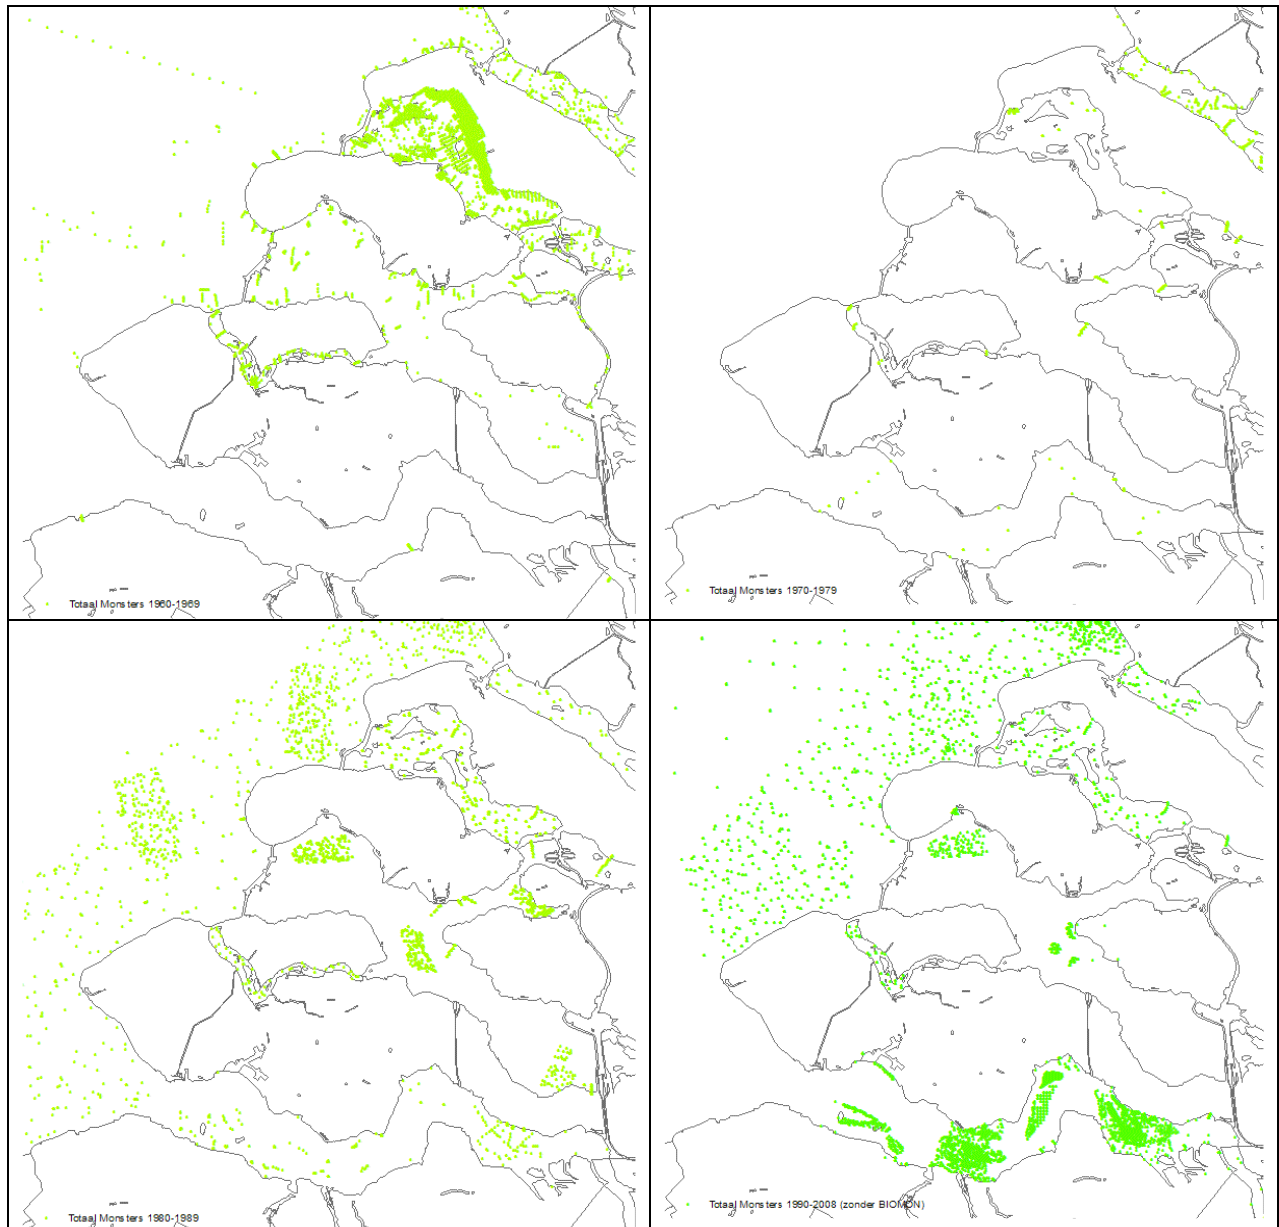 Totaal Monsters 1960-1969
Totaal Monsters 1970-1979
Totaal Monsters 1980-1989
Totaal Monsters 1990-2008 (zonder BIOMON)